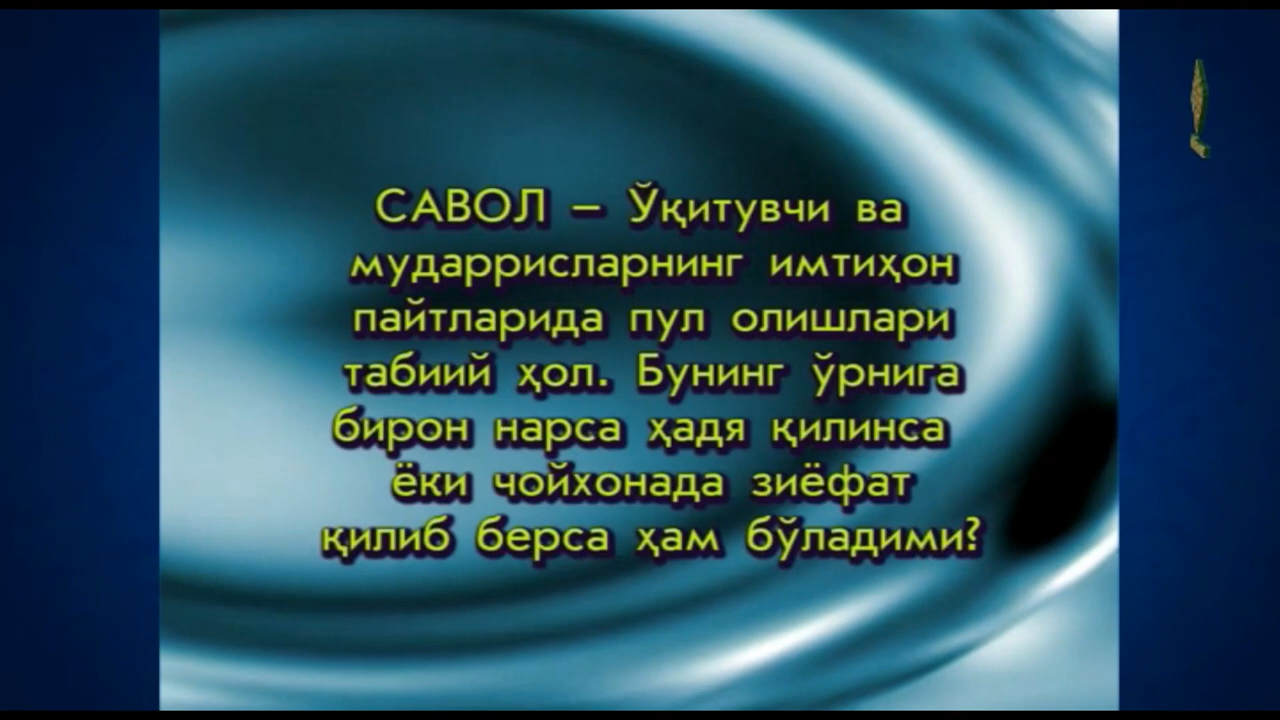 САВОЛ – Ўқитувчи ва
мударрисларнинг имтиҳон
пайтларида пул олишлари
табиий ҳол. Бунинг ўрнига
бирон нарса ҳадя қилинса
ёки чойхонада зиёфат
қилиб берса ҳам бўладими?